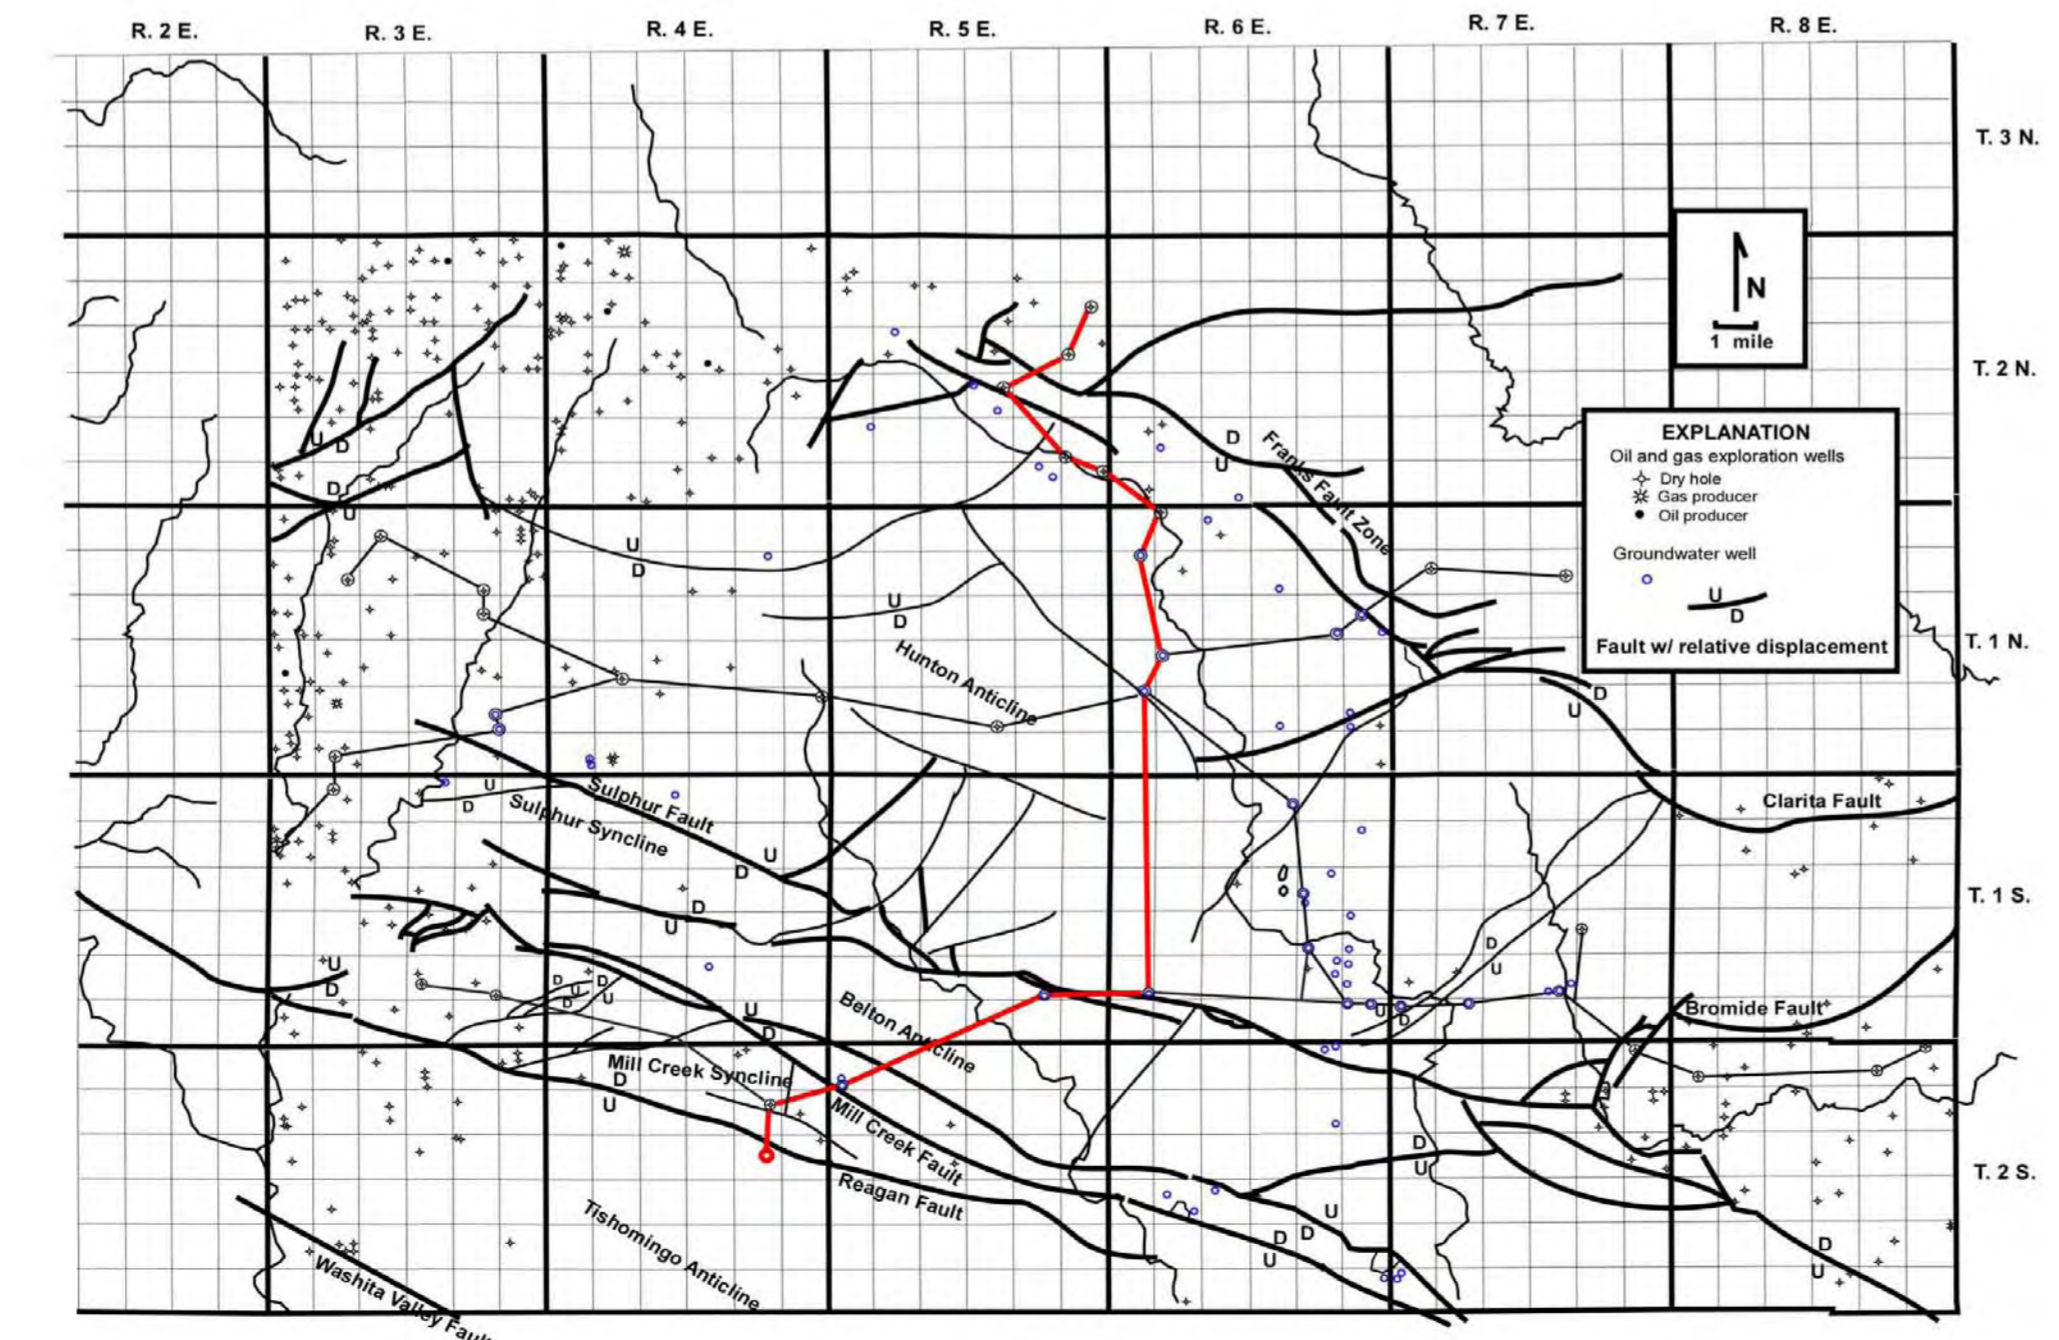 R. 2 E. R. 3 E. R. 4 E. R. 5 E. R. 6 E. R. 7 E. R. 8 E.
T. 3 N.
N
1 mile
T. 2 N.
EXPLANATION
Oil and gas exploration wells
Dry hole
Gas producer
Oil producer
Groundwater well
U
D
Fault w/ relative displacement
U
D
D
U
D
U
Franks Fault Zone
U
D
U
D
T. 1 N.
Hunton Anticline
D
U
U
D
Sulphur Fault
Sulphur Syncline
Clarita Fault
U
D
T. 1 S.
D
U
D
U
U
D
D
U
D
D
U
U
D
Belton Anticline
U
D
Bromide Fault
Mill Creek Syncline
D
U
Mill Creek Fault
Reagan Fault
D
U
T. 2 S.
Tishomingo Anticline
U
D
D
U
D
U
Washita Valley Fault